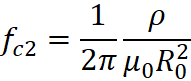 f_{c2} = \frac{1}{2\pi} \frac{\rho}{\mu_0 R_0^2}